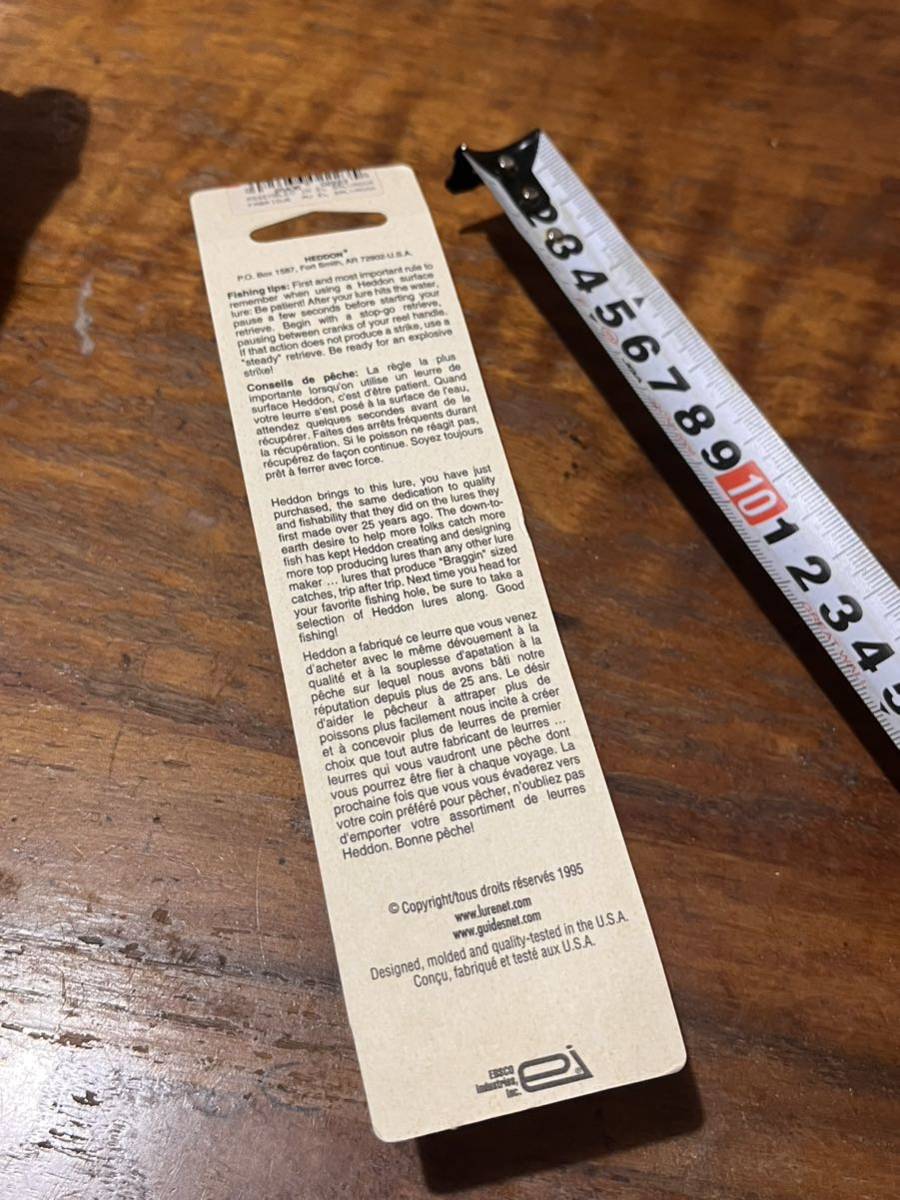 HEDDON®
P.O. Box 1587, Fort Smith, AR 72902-U.S.A.
Fishing tips: First and most important rule to
remember when using a Heddon surface
lure: Be patient! After your lure hits the water,
pause a few seconds before starting your
retrieve. Begin with a stop-go retrieve,
pausing between cranks of your reel handle.
If that action does not produce a strike, use a
"steady" retrieve. Be ready for an explosive
strike!
Conseils de pêche: La règle la plus
importante lorsqu'on utilise un leurre de
surface Heddon, c'est d'être patient. Quand
votre leurre s'est posé à la surface de l'eau,
attendez quelques secondes avant de le
récupérer. Faites des arrêts fréquents durant
la récupération. Si le poisson ne réagit pas,
récupérez de façon continue. Soyez toujours
prêt à ferrer avec force.
Heddon brings to this lure, you have just
purchased, the same dedication to quality
and fishability that they did on the lures they
first made over 25 years ago. The down-to-
earth desire to help more folks catch more
fish has kept Heddon creating and designing
more top producing lures than any other lure
maker ... lures that produce "Braggin" sized
catches, trip after trip. Next time you head for
your favorite fishing hole, be sure to take a
selection of Heddon lures along. Good
fishing!
Heddon a fabriqué ce leurre que vous venez
d'acheter avec le même dévouement à la
qualité et à la souplesse d'apatation à la
pêche sur lequel nous avons bâti notre
réputation depuis plus de 25 ans. Le désir
d'aider le pêcheur à attraper plus de
poissons plus facilement nous incite à créer
et à concevoir plus de leurres de premier
choix que tout autre fabricant de leurres ...
leurres qui vous vaudront une pêche dont
vous pourrez être fier à chaque voyage. La
prochaine fois que vous vous évaderez vers
votre coin préféré pour pêcher, n'oubliez pas
d'emporter votre assortiment de leurres
Heddon. Bonne pêche!
© Copyright/tous droits réservés 1995
www.lurenet.com
www.guidesnet.com
Designed, molded and quality-tested in the U.S.A.
Conçu, fabriqué et testé aux U.S.A.
EBSCO
Industries,
Inc.
ei
2 3 4 5 6 7 8 9 10 1 2 3 4 5